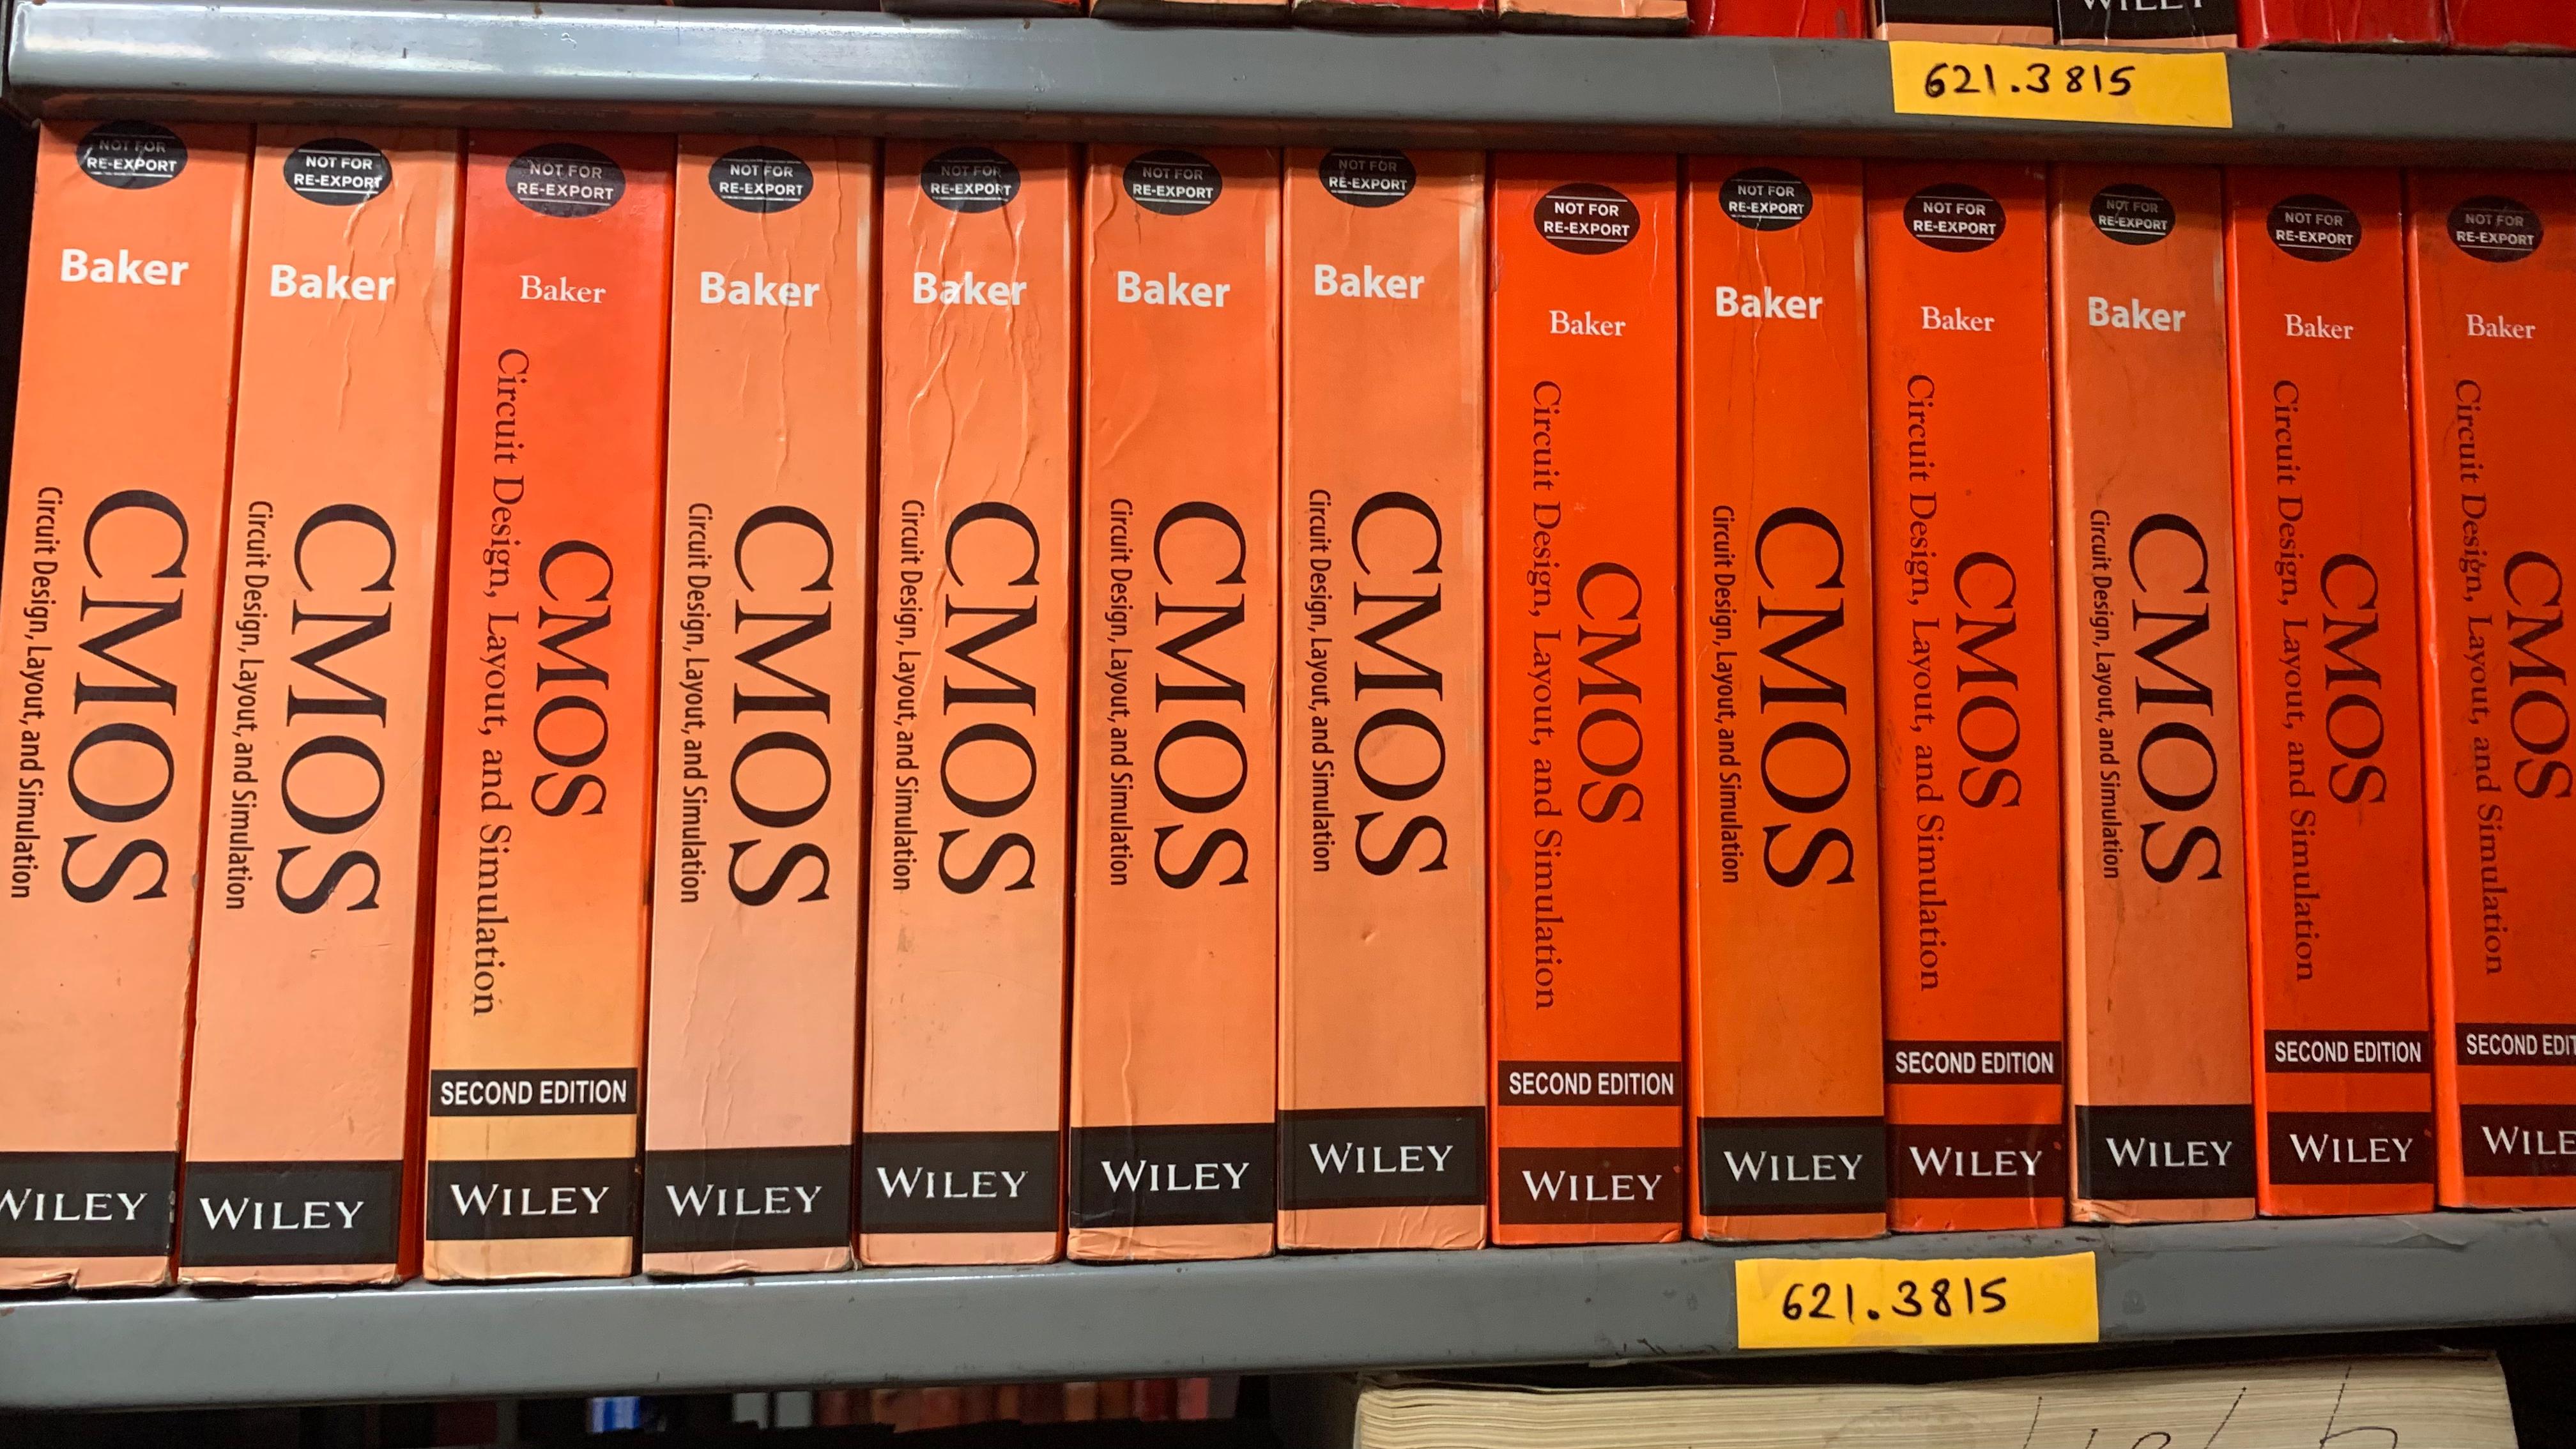 WILEY
621.3815
NOT FOR
RE-EXPORT
Baker
CMOS
Circuit Design, Layout, and Simulation
WILEY
NOT FOR
RE-EXPORT
Baker
CMOS
Circuit Design, Layout, and Simulation
WILEY
NOT FOR
RE-EXPORT
Baker
CMOS
Circuit Design, Layout, and Simulation
SECOND EDITION
WILEY
NOT FOR
RE-EXPORT
Baker
CMOS
Circuit Design, Layout, and Simulation
WILEY
NOT FOR
RE-EXPORT
Baker
CMOS
Circuit Design, Layout, and Simulation
WILEY
NOT FOR
RE-EXPORT
Baker
CMOS
Circuit Design, Layout, and Simulation
WILEY
NOT FOR
RE-EXPORT
Baker
CMOS
Circuit Design, Layout, and Simulation
WILEY
NOT FOR
RE-EXPORT
Baker
CMOS
Circuit Design, Layout, and Simulation
SECOND EDITION
WILEY
NOT FOR
RE-EXPORT
Baker
CMOS
Circuit Design, Layout, and Simulation
WILEY
NOT FOR
RE-EXPORT
Baker
CMOS
Circuit Design, Layout, and Simulation
SECOND EDITION
WILEY
NOT FOR
RE-EXPORT
Baker
CMOS
Circuit Design, Layout, and Simulation
WILEY
NOT FOR
RE-EXPORT
Baker
CMOS
Circuit Design, Layout, and Simulation
SECOND EDITION
WILEY
NOT FOR
RE-EXPORT
Baker
CMOS
Circuit Design, Layout, and Simulation
SECOND EDIT
WILE
621.3815